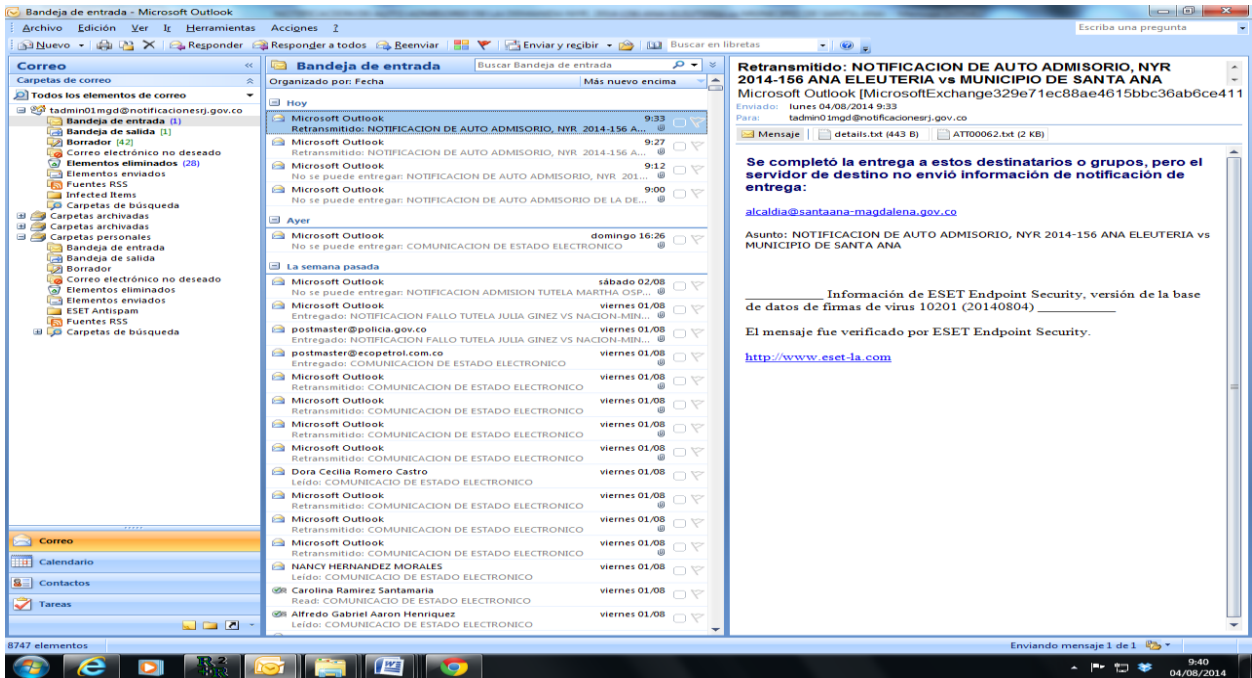 Bandeja de entrada - Microsoft Outlook
Archivo Edición Ver Ir Herramientas Acciones ?
Escriba una pregunta
Nuevo Responder Responder a todos Reenviar Enviar y recibir Buscar en libretas
Correo
Carpetas de correo
Todos los elementos de correo
tadmin01mgd@notificacionesrj.gov.co
Bandeja de entrada (1)
Bandeja de salida [1]
Borrador [42]
Correo electrónico no deseado
Elementos eliminados (28)
Elementos enviados
Fuentes RSS
Infected Items
Carpetas de búsqueda
Carpetas archivadas
Carpetas archivadas
Carpetas personales
Bandeja de entrada
Bandeja de salida
Borrador
Correo electrónico no deseado
Elementos eliminados
Elementos enviados
ESET Antispam
Fuentes RSS
Carpetas de búsqueda
Correo
Calendario
Contactos
Tareas
Bandeja de entrada
Buscar Bandeja de entrada
Organizado por: Fecha Más nuevo encima
Hoy
Microsoft Outlook 9:33
Retransmitido: NOTIFICACION DE AUTO ADMISORIO, NYR 2014-156 A...
Microsoft Outlook 9:27
Retransmitido: NOTIFICACION DE AUTO ADMISORIO, NYR 2014-156 A...
Microsoft Outlook 9:12
No se puede entregar: NOTIFICACION DE AUTO ADMISORIO, NYR 201...
Microsoft Outlook 9:00
No se puede entregar: NOTIFICACION DE AUTO ADMISORIO DE LA DE...
Ayer
Microsoft Outlook domingo 16:26
No se puede entregar: COMUNICACION DE ESTADO ELECTRONICO
La semana pasada
Microsoft Outlook sábado 02/08
No se puede entregar: NOTIFICACION ADMISION TUTELA MARTHA OSP...
Microsoft Outlook viernes 01/08
Entregado: NOTIFICACION FALLO TUTELA JULIA GINEZ VS NACION-MIN...
postmaster@policia.gov.co viernes 01/08
Entregado: NOTIFICACION FALLO TUTELA JULIA GINEZ VS NACION-MIN...
postmaster@ecopetrol.com.co viernes 01/08
Entregado: COMUNICACION DE ESTADO ELECTRONICO
Microsoft Outlook viernes 01/08
Retransmitido: COMUNICACION DE ESTADO ELECTRONICO
Microsoft Outlook viernes 01/08
Retransmitido: COMUNICACION DE ESTADO ELECTRONICO
Microsoft Outlook viernes 01/08
Retransmitido: COMUNICACION DE ESTADO ELECTRONICO
Microsoft Outlook viernes 01/08
Retransmitido: COMUNICACION DE ESTADO ELECTRONICO
Dora Cecilia Romero Castro viernes 01/08
Leído: COMUNICACIO DE ESTADO ELECTRONICO
Microsoft Outlook viernes 01/08
Retransmitido: COMUNICACION DE ESTADO ELECTRONICO
Microsoft Outlook viernes 01/08
Retransmitido: COMUNICACION DE ESTADO ELECTRONICO
Microsoft Outlook viernes 01/08
Retransmitido: COMUNICACION DE ESTADO ELECTRONICO
NANCY HERNANDEZ MORALES viernes 01/08
Leído: COMUNICACIO DE ESTADO ELECTRONICO
Carolina Ramirez Santamaria viernes 01/08
Read: COMUNICACIO DE ESTADO ELECTRONICO
Alfredo Gabriel Aaron Henriquez viernes 01/08
Leído: COMUNICACIO DE ESTADO ELECTRONICO
Retransmitido: NOTIFICACION DE AUTO ADMISORIO, NYR
2014-156 ANA ELEUTERIA vs MUNICIPIO DE SANTA ANA
Microsoft Outlook [MicrosoftExchange329e71ec88ae4615bbc36ab6ce411
Enviado: lunes 04/08/2014 9:33
Para: tadmin01mgd@notificacionesrj.gov.co
Mensaje details.txt (443 B) ATT00062.txt (2 KB)
Se completó la entrega a estos destinatarios o grupos, pero el
servidor de destino no envió información de notificación de
entrega:
alcaldia@santaana-magdalena.gov.co
Asunto: NOTIFICACION DE AUTO ADMISORIO, NYR 2014-156 ANA ELEUTERIA vs
MUNICIPIO DE SANTA ANA
__________ Información de ESET Endpoint Security, versión de la base
de datos de firmas de virus 10201 (20140804) __________
El mensaje fue verificado por ESET Endpoint Security.
http://www.eset-la.com
8747 elementos
Enviando mensaje 1 de 1
9:40
04/08/2014